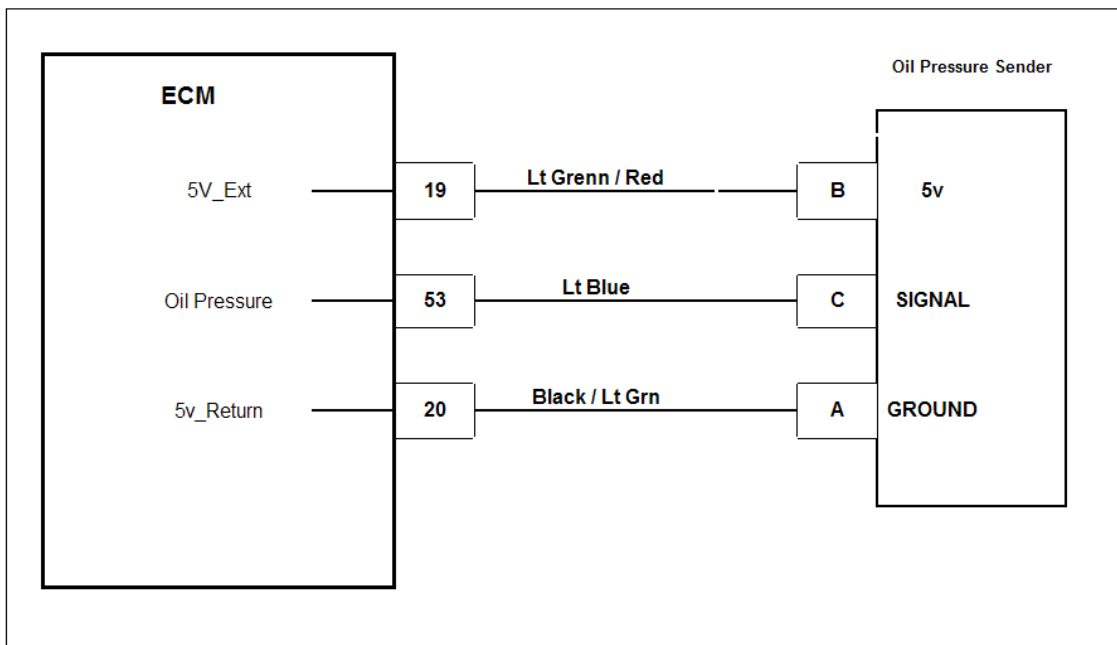 Oil Pressure Sender
ECM
5V_Ext
19
Lt Grenn / Red
B
5v
Oil Pressure
53
Lt Blue
C
SIGNAL
5v_Return
20
Black / Lt Grn
A
GROUND